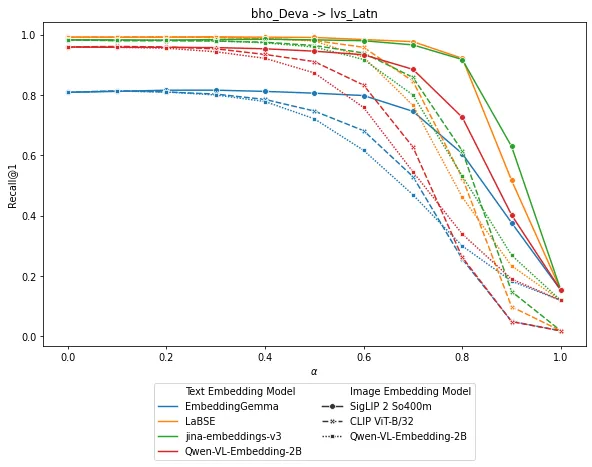 bho_Deva -> lvs_Latn
Recall@1
1.0
0.8
0.6
0.4
0.2
0.0
0.0 0.2 0.4 0.6 0.8 1.0
α
Text Embedding Model
EmbeddingGemma
LaBSE
jina-embeddings-v3
Qwen-VL-Embedding-2B
Image Embedding Model
SigLIP 2 So400m
CLIP ViT-B/32
Qwen-VL-Embedding-2B